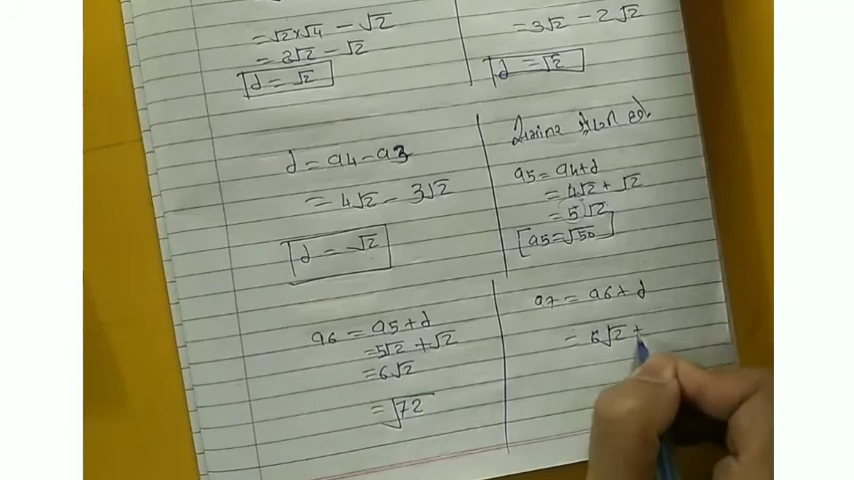 = √2×√4 − √2
= 2√2 − √2
d = √2
= 3√2 − 2√2
d = √2
d = a4 − a3
= 4√2 − 3√2
d = √2
a5 = a4+d
= 4√2 + √2
= 5√2
a5 = √50
a6 = a5 + d
= 5√2 + √2
= 6√2
= √72
a7 = a6 + d
= 6√2 +